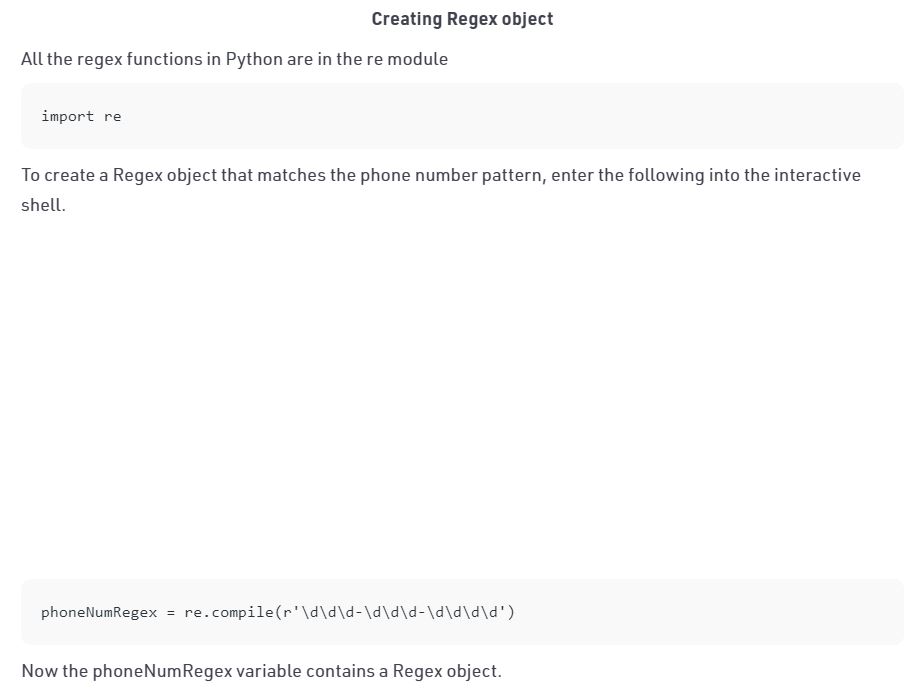 Creating Regex object
All the regex functions in Python are in the re module
import re
To create a Regex object that matches the phone number pattern, enter the following into the interactive
shell.
phoneNumRegex = re.compile(r'\d\d\d-\d\d\d-\d\d\d\d')
Now the phoneNumRegex variable contains a Regex object.